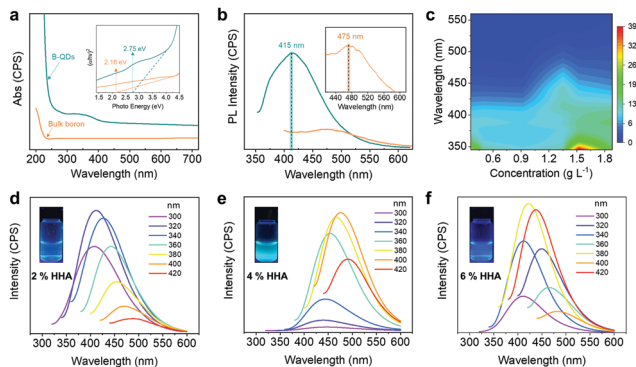 a
Abs (CPS)
B-QDs
Bulk boron
(αhv)²
2.75 eV
2.16 eV
1.5 2.0 2.5 3.0 3.5 4.0 4.5
Photo Energy (eV)
200 300 400 500 600 700
Wavelength (nm)
b
PL Intensity (CPS)
415 nm
475 nm
440 480 520 560 600
350 400 450 500 550 600
Wavelength (nm)
c
Wavelength (nm)
550
500
450
400
350
0.6 0.9 1.2 1.5 1.8
Concentration (g L⁻¹)
39
38
33
28
23
18
13
6
0
d
Intensity (CPS)
2 % HHA
nm
300
320
340
360
380
400
420
300 350 400 450 500 550 600
Wavelength (nm)
e
Intensity (CPS)
4 % HHA
nm
300
320
340
360
380
400
420
300 350 400 450 500 550 600
Wavelength (nm)
f
Intensity (CPS)
6 % HHA
nm
300
320
340
360
380
400
420
300 350 400 450 500 550 600
Wavelength (nm)